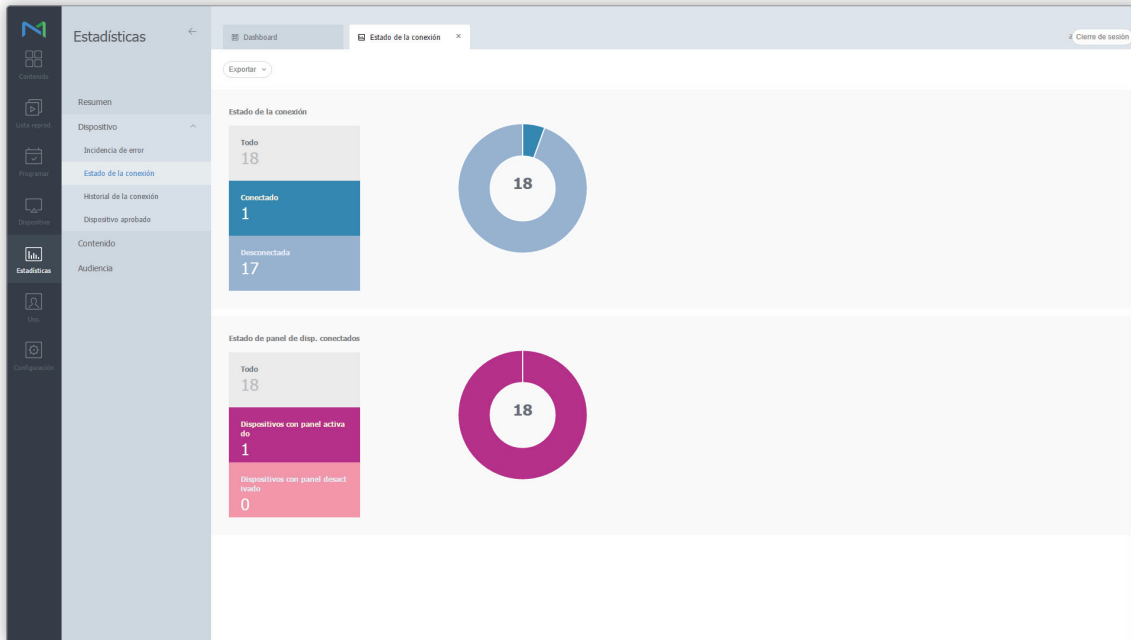 Estadísticas
←
Dashboard
Estado de la conexión ×
Cierre de sesión
Contenido
Lista reprod.
Programar
Dispositivo
Estadísticas
Uso.
Configuración
Resumen
Dispositivo
Incidencia de error
Estado de la conexión
Historial de la conexión
Dispositivo aprobado
Contenido
Audiencia
Exportar
Estado de la conexión
Todo
18
Conectado
1
Desconectada
17
18
Estado de panel de disp. conectados
Todo
18
Dispositivos con panel activa
do
1
Dispositivos con panel desact
ivado
0
18